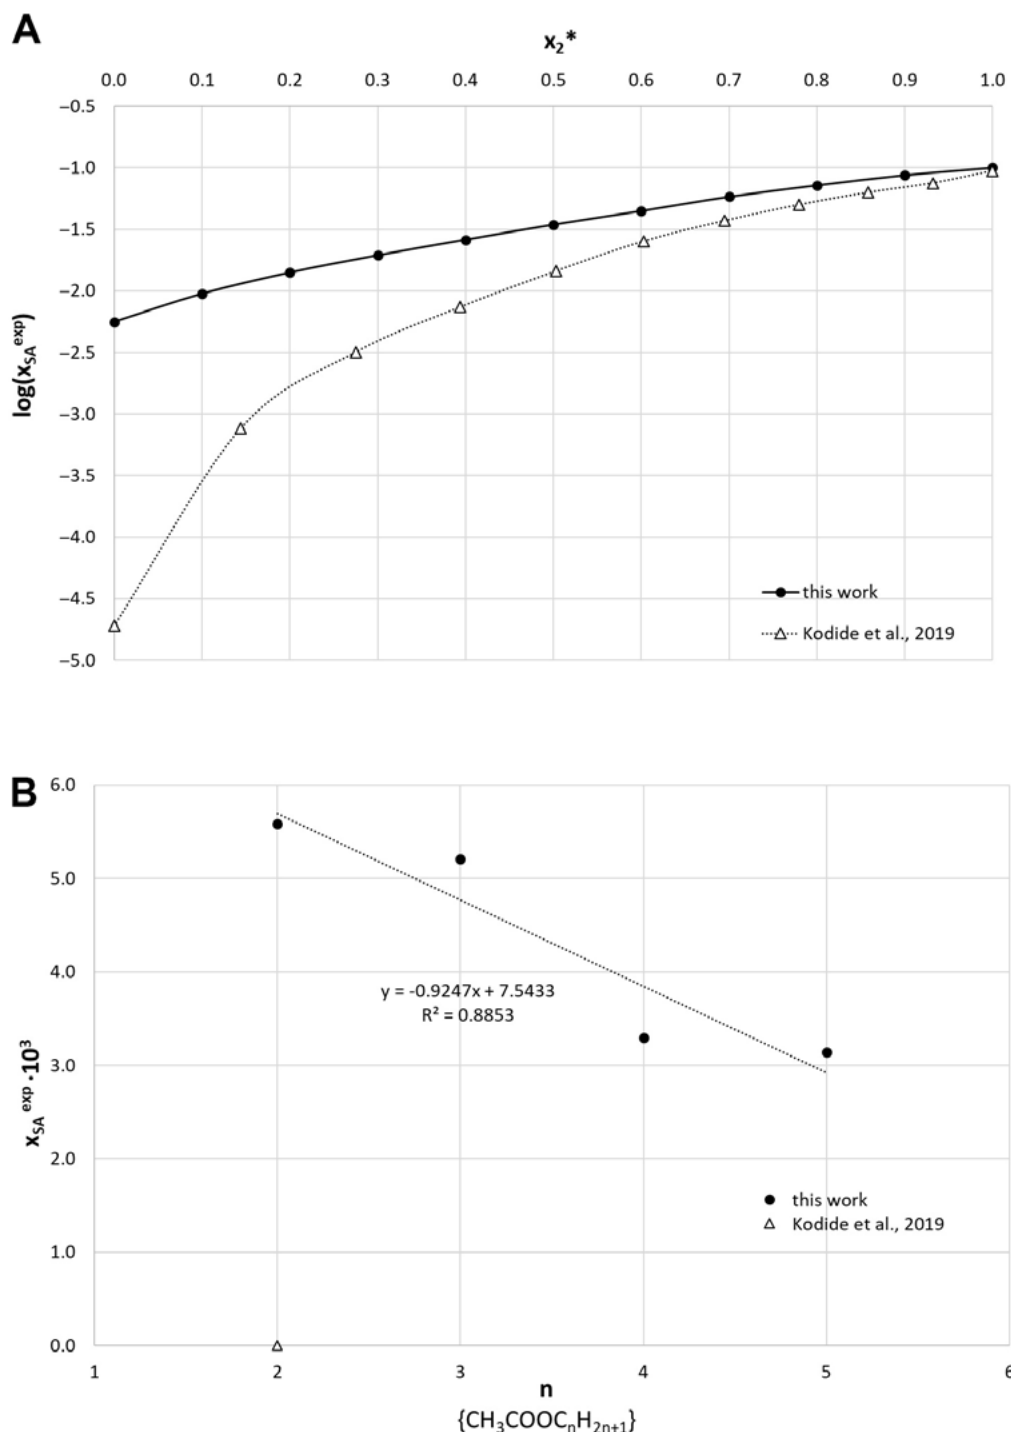 A
x₂*
0.0 0.1 0.2 0.3 0.4 0.5 0.6 0.7 0.8 0.9 1.0
−0.5
−1.0
−1.5
−2.0
−2.5
−3.0
−3.5
−4.0
−4.5
−5.0
log(x_SA^exp)
this work
Kodide et al., 2019
B
6.0
5.0
4.0
3.0
2.0
1.0
0.0
x_SA^exp·10³
y = -0.9247x + 7.5433
R² = 0.8853
this work
Kodide et al., 2019
1 2 3 4 5 6
n
{CH₃COOCₙH₂ₙ₊₁}